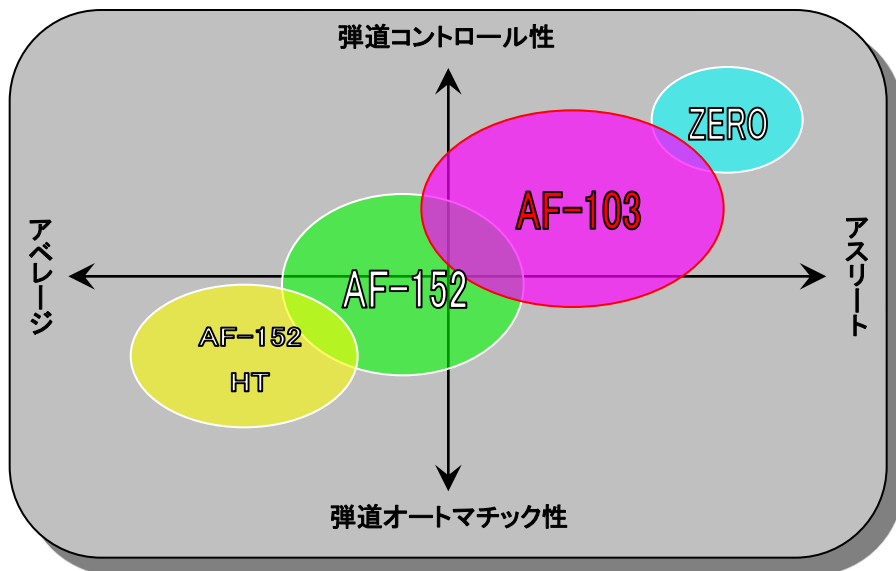 弾道コントロール性
ZERO
AF-103
アベレージ
アスリート
AF-152
AF-152
HT
弾道オートマチック性